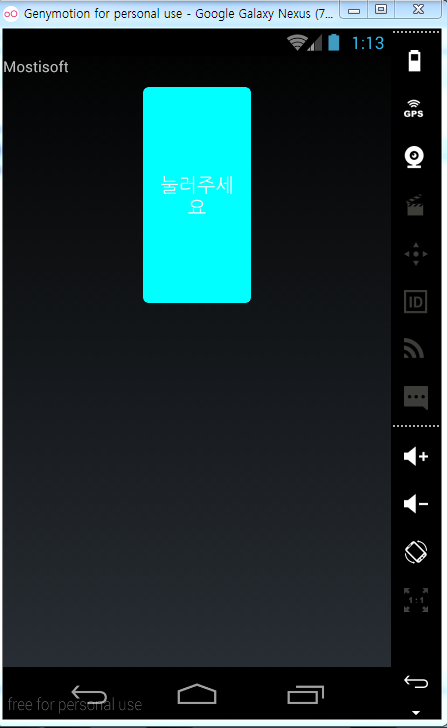 Genymotion for personal use - Google Galaxy Nexus (7...
1:13
Mostisoft
GPS
눌러주세
요
ID
1:1
free for personal use